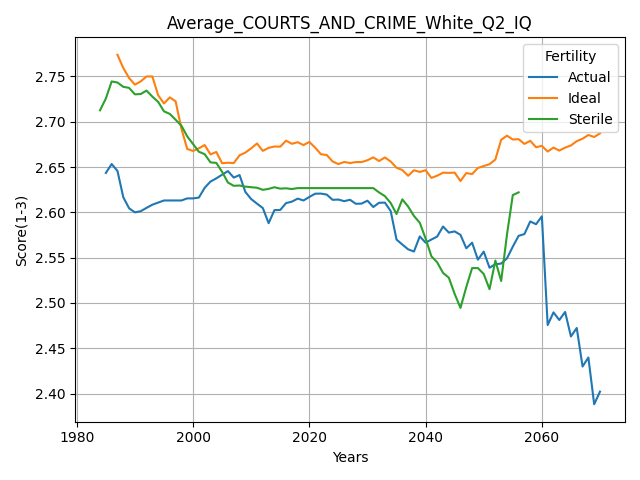 Average_COURTS_AND_CRIME_White_Q2_IQ
Fertility
Actual
Ideal
Sterile
Score(1-3)
2.75
2.70
2.65
2.60
2.55
2.50
2.45
2.40
1980 2000 2020 2040 2060
Years